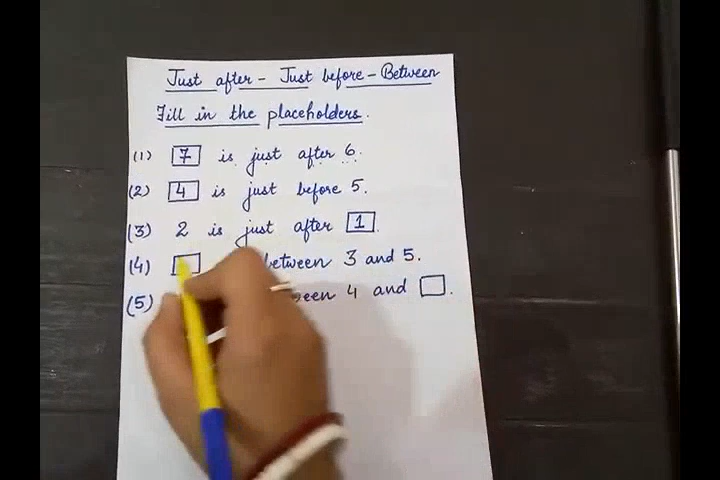 Just after - Just before - Between
Fill in the placeholders.
(1) 7 is just after 6.
(2) 4 is just before 5.
(3) 2 is just after 1.
(4) between 3 and 5.
(5) 4 and .